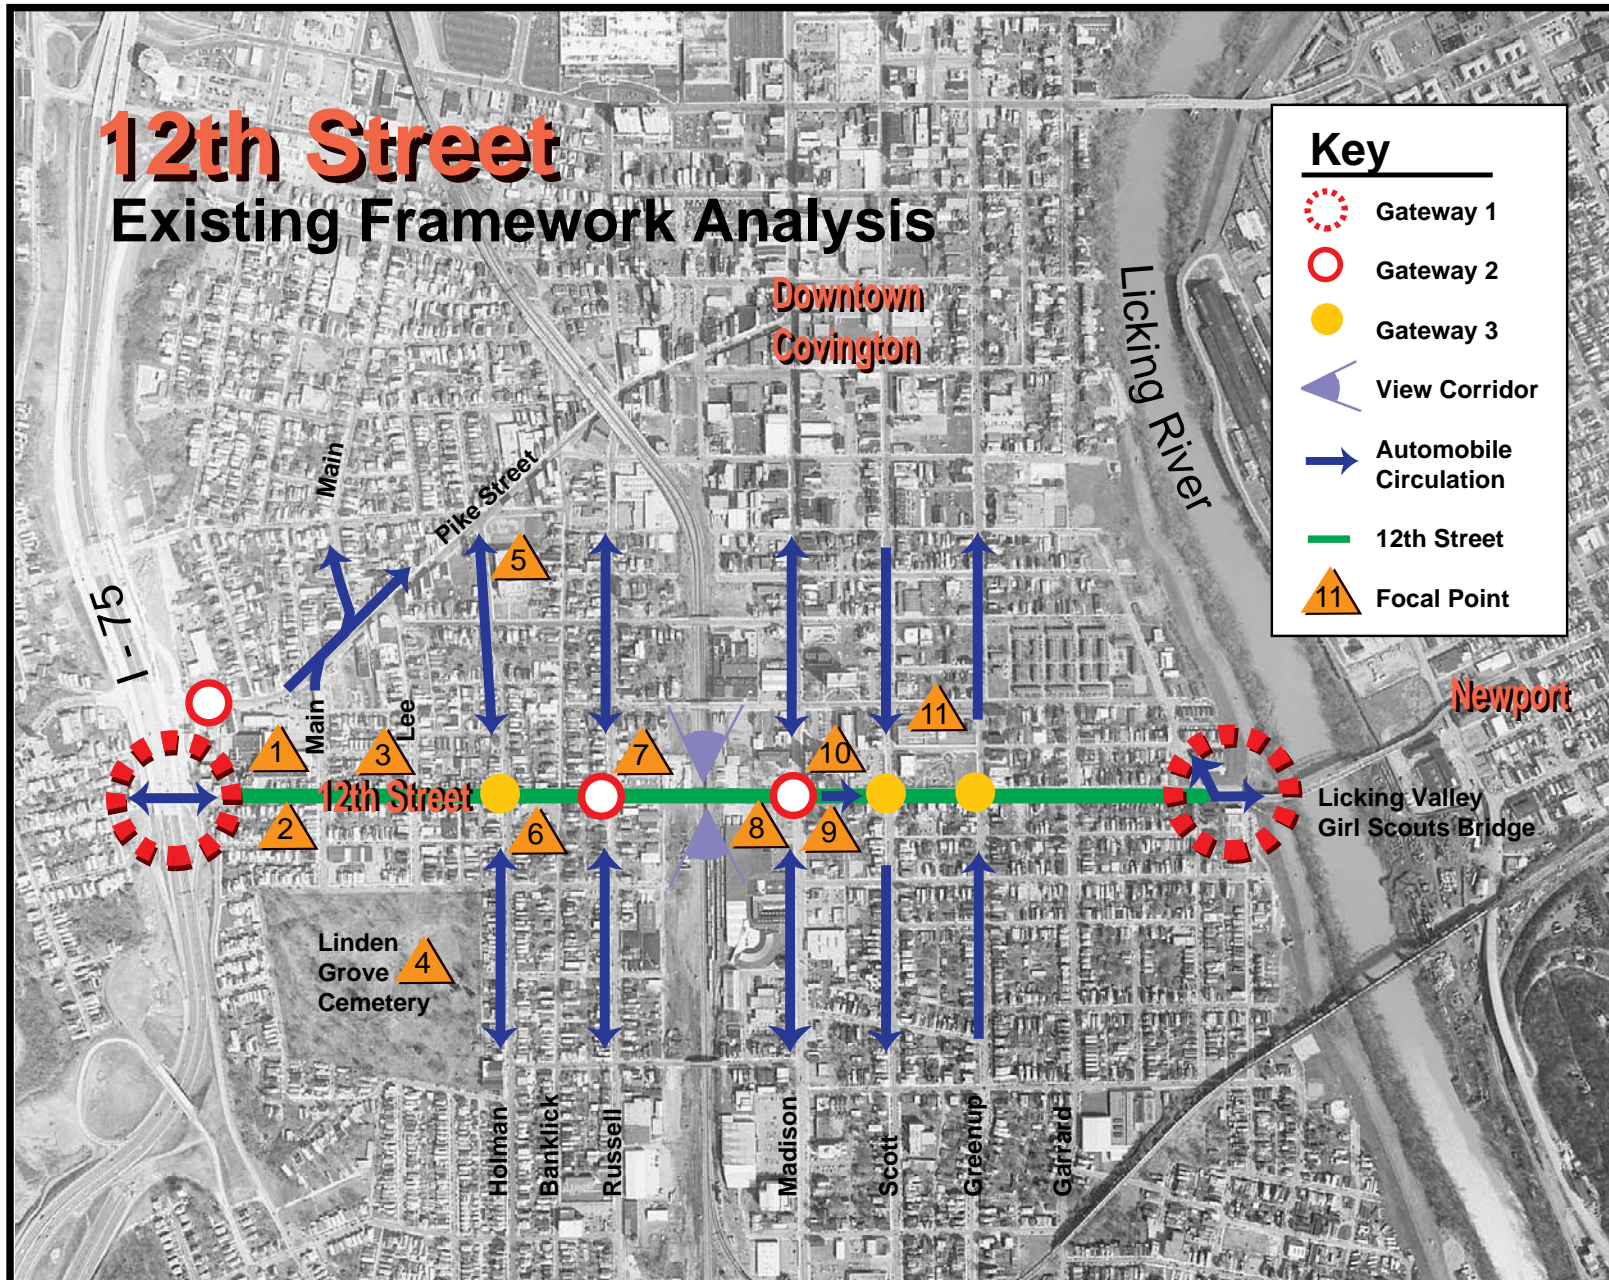 12th Street
Existing Framework Analysis
Downtown
Covington
Licking River
Key
Gateway 1
Gateway 2
Gateway 3
View Corridor
Automobile
Circulation
12th Street
11 Focal Point
Main
Pike Street
5
I - 75
Main
Lee
1
3
7
10
11
Newport
12th Street
2
6
8
9
Licking Valley
Girl Scouts Bridge
Linden
Grove
Cemetery
4
Holman
Banklick
Russell
Madison
Scott
Greenup
Garrard